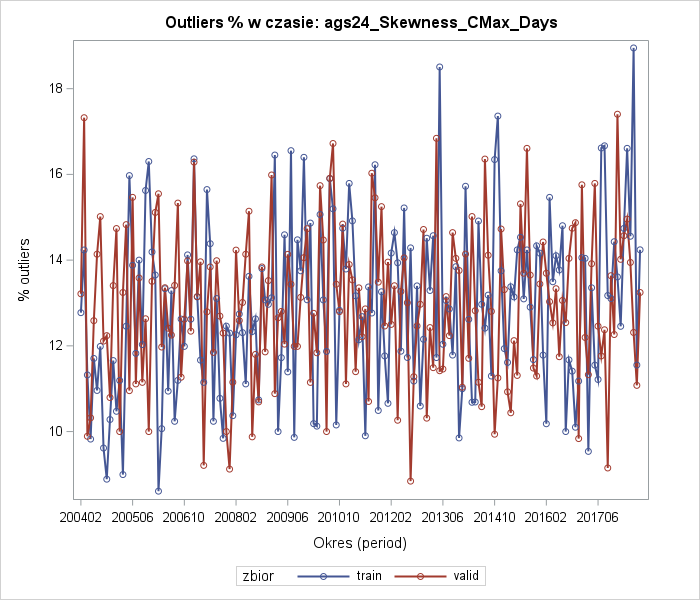 Outliers % w czasie: ags24_Skewness_CMax_Days
% outliers
18
16
14
12
10
200402 200506 200610 200802 200906 201010 201202 201306 201410 201602 201706
Okres (period)
zbior train valid